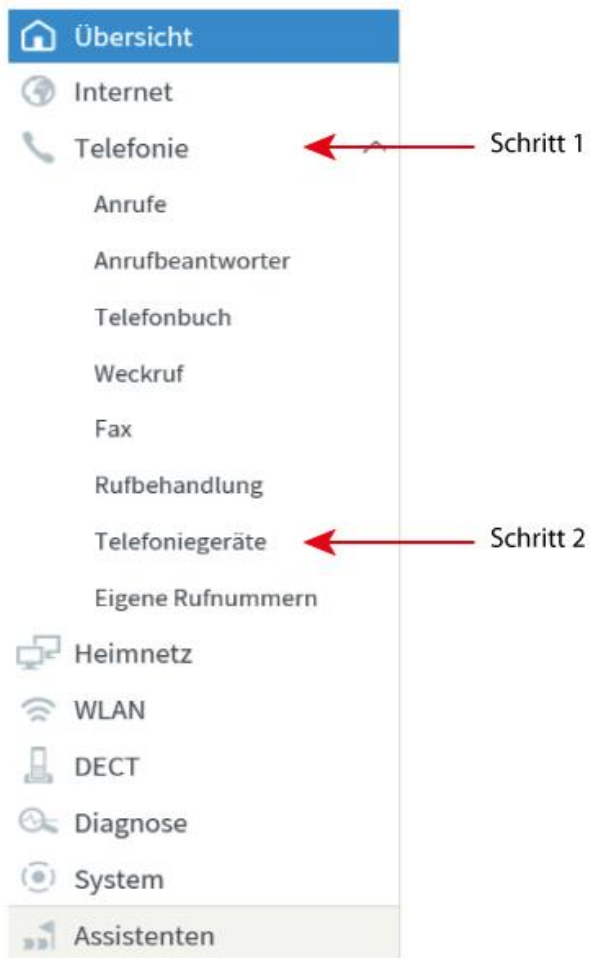 Übersicht
Internet
Telefonie Schritt 1
Anrufe
Anrufbeantworter
Telefonbuch
Weckruf
Fax
Rufbehandlung
Telefoniegeräte Schritt 2
Eigene Rufnummern
Heimnetz
WLAN
DECT
Diagnose
System
Assistenten